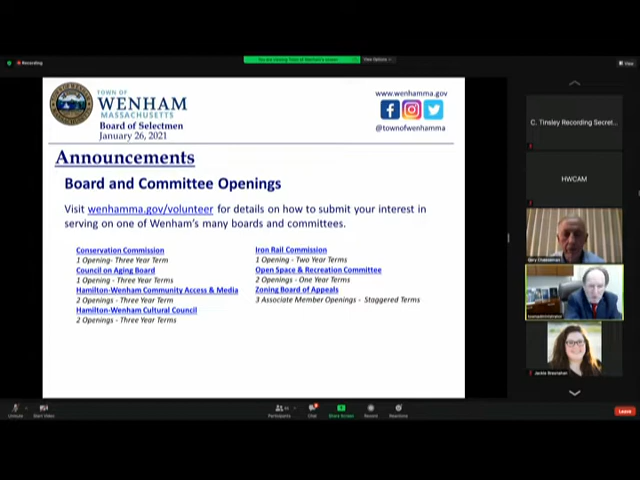 Recording
View Options
View
TOWN OF
WENHAM
MASSACHUSETTS
Board of Selectmen
January 26, 2021
www.wenhamma.gov
@townofwenhamma
Announcements
Board and Committee Openings
Visit wenhamma.gov/volunteer for details on how to submit your interest in
serving on one of Wenham's many boards and committees.
Conservation Commission
1 Opening- Three Year Term
Council on Aging Board
1 Opening - Three Year Terms
Hamilton-Wenham Community Access & Media
2 Openings - Three Year Term
Hamilton-Wenham Cultural Council
2 Openings - Three Year Terms
Iron Rail Commission
1 Opening - Two Year Terms
Open Space & Recreation Committee
2 Openings - One Year Terms
Zoning Board of Appeals
3 Associate Member Openings - Staggered Terms
C. Tinsley Recording Secret...
HWCAM
Jackie Bresnahan
Unmute
Start Video
Participants
Chat
Share Screen
Record
Reactions
Leave